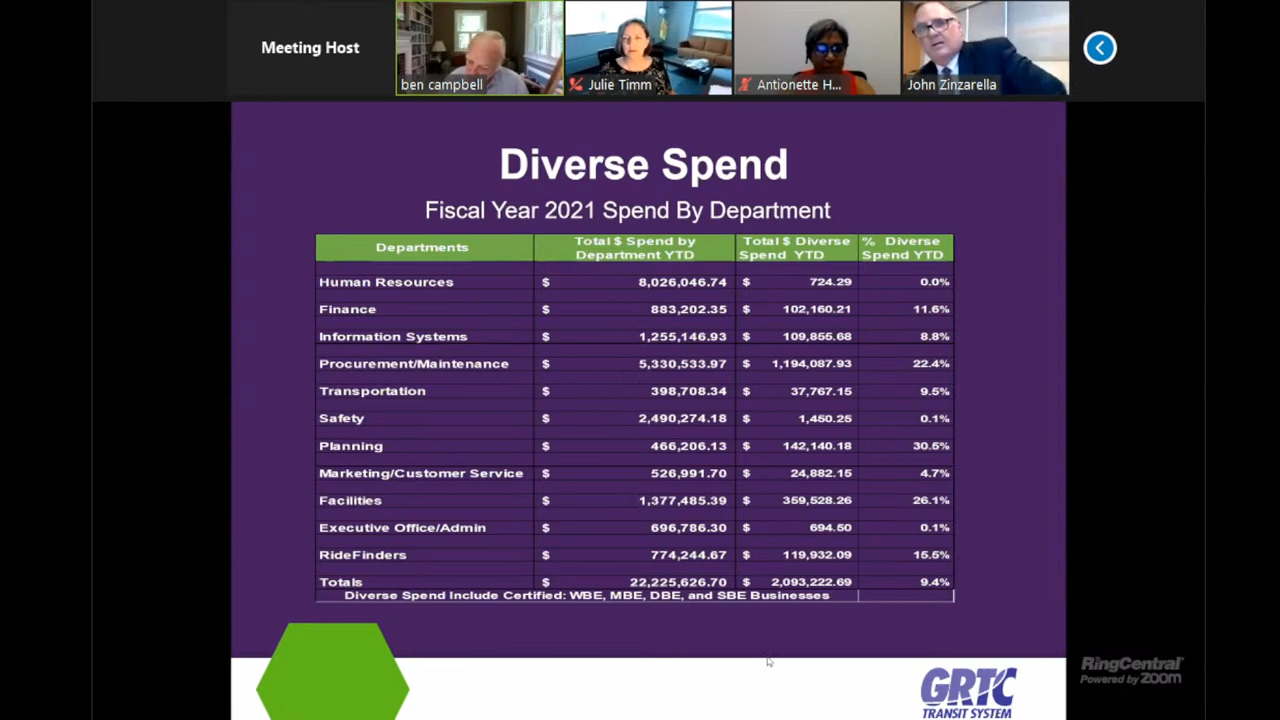 Meeting Host
ben campbell
Julie Timm
Antionette H...
John Zinzarella
Diverse Spend
Fiscal Year 2021 Spend By Department
Departments Total $ Spend by Department YTD Total $ Diverse Spend YTD % Diverse Spend YTD
Human Resources $ 8,026,046.74 $ 724.29 0.0%
Finance $ 883,202.35 $ 102,160.21 11.6%
Information Systems $ 1,255,146.93 $ 109,855.68 8.8%
Procurement/Maintenance $ 5,330,533.97 $ 1,194,087.93 22.4%
Transportation $ 398,708.34 $ 37,767.15 9.5%
Safety $ 2,490,274.18 $ 1,450.25 0.1%
Planning $ 466,206.13 $ 142,140.18 30.5%
Marketing/Customer Service $ 526,991.70 $ 24,882.15 4.7%
Facilities $ 1,377,485.39 $ 359,528.26 26.1%
Executive Office/Admin $ 696,786.30 $ 694.50 0.1%
RideFinders $ 774,244.67 $ 119,932.09 15.5%
Totals $ 22,225,626.70 $ 2,093,222.69 9.4%
Diverse Spend Include Certified: WBE, MBE, DBE, and SBE Businesses
GRTC
TRANSIT SYSTEM
RingCentral
Powered by zoom